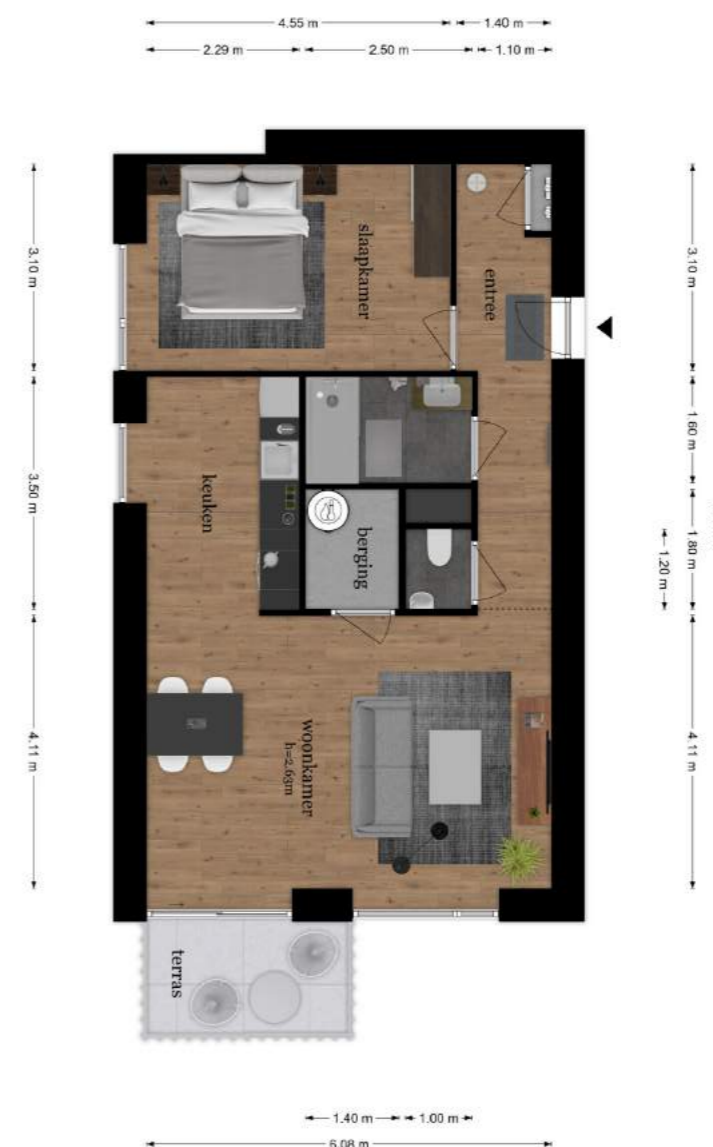 4.55 m
1.40 m
2.29 m
2.50 m
1.10 m
3.10 m
3.50 m
4.11 m
slaapkamer
entree
keuken
berging
woonkamer
h=2.63m
terras
3.10 m
1.60 m
1.80 m
1.20 m
4.11 m
1.40 m
1.00 m
6.08 m